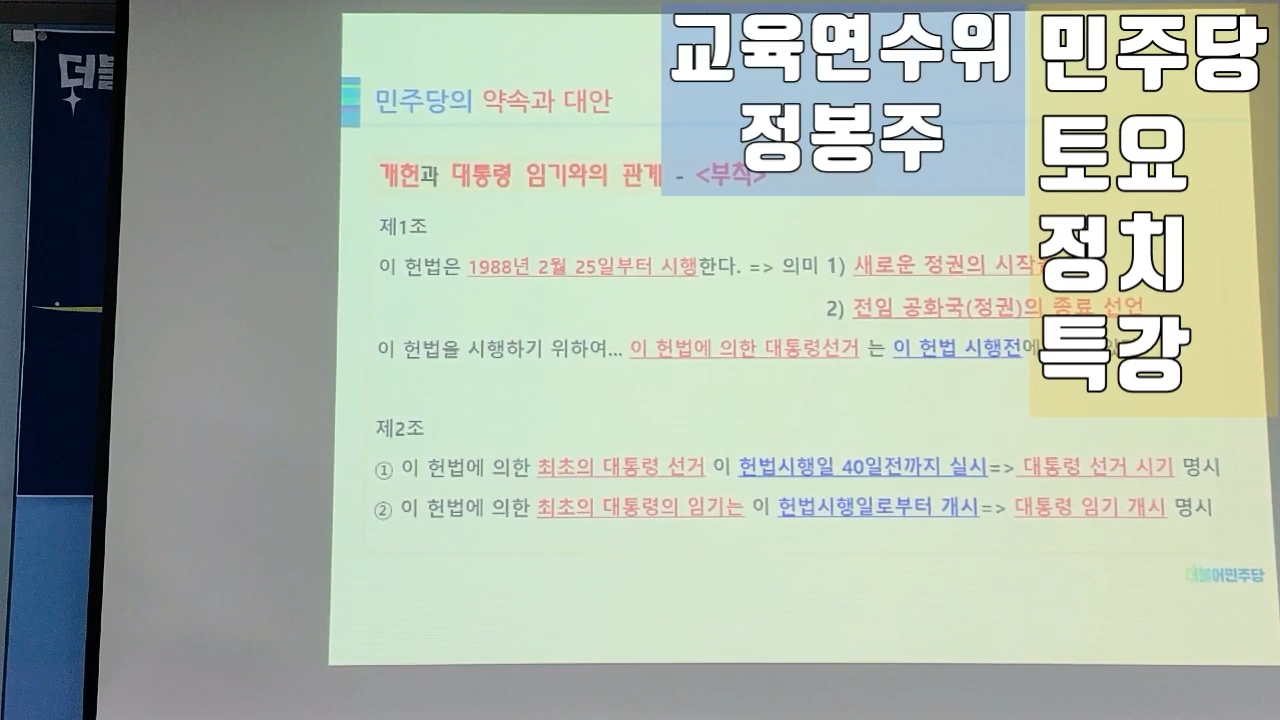 교육연수위
정봉주
민주당
토요
정치
특강
더불
민주당의 약속과 대안
개헌과 대통령 임기와의 관계 - <부칙>
제1조
이 헌법은 1988년 2월 25일부터 시행한다. => 의미 1) 새로운 정권의 시작
2) 전임 공화국(정권)의 종료 선언
이 헌법을 시행하기 위하여... 이 헌법에 의한 대통령선거 는 이 헌법 시행전에
제2조
① 이 헌법에 의한 최초의 대통령 선거 이 헌법시행일 40일전까지 실시=> 대통령 선거 시기 명시
② 이 헌법에 의한 최초의 대통령의 임기는 이 헌법시행일로부터 개시=> 대통령 임기 개시 명시
더불어민주당